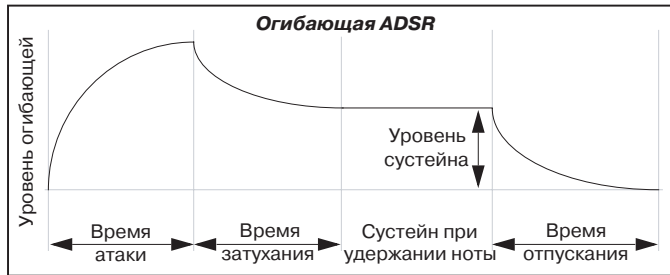 Огибающая ADSR
Уровень огибающей
Уровень
сустейна
Время
атаки
Время
затухания
Сустейн при
удержании ноты
Время
отпускания